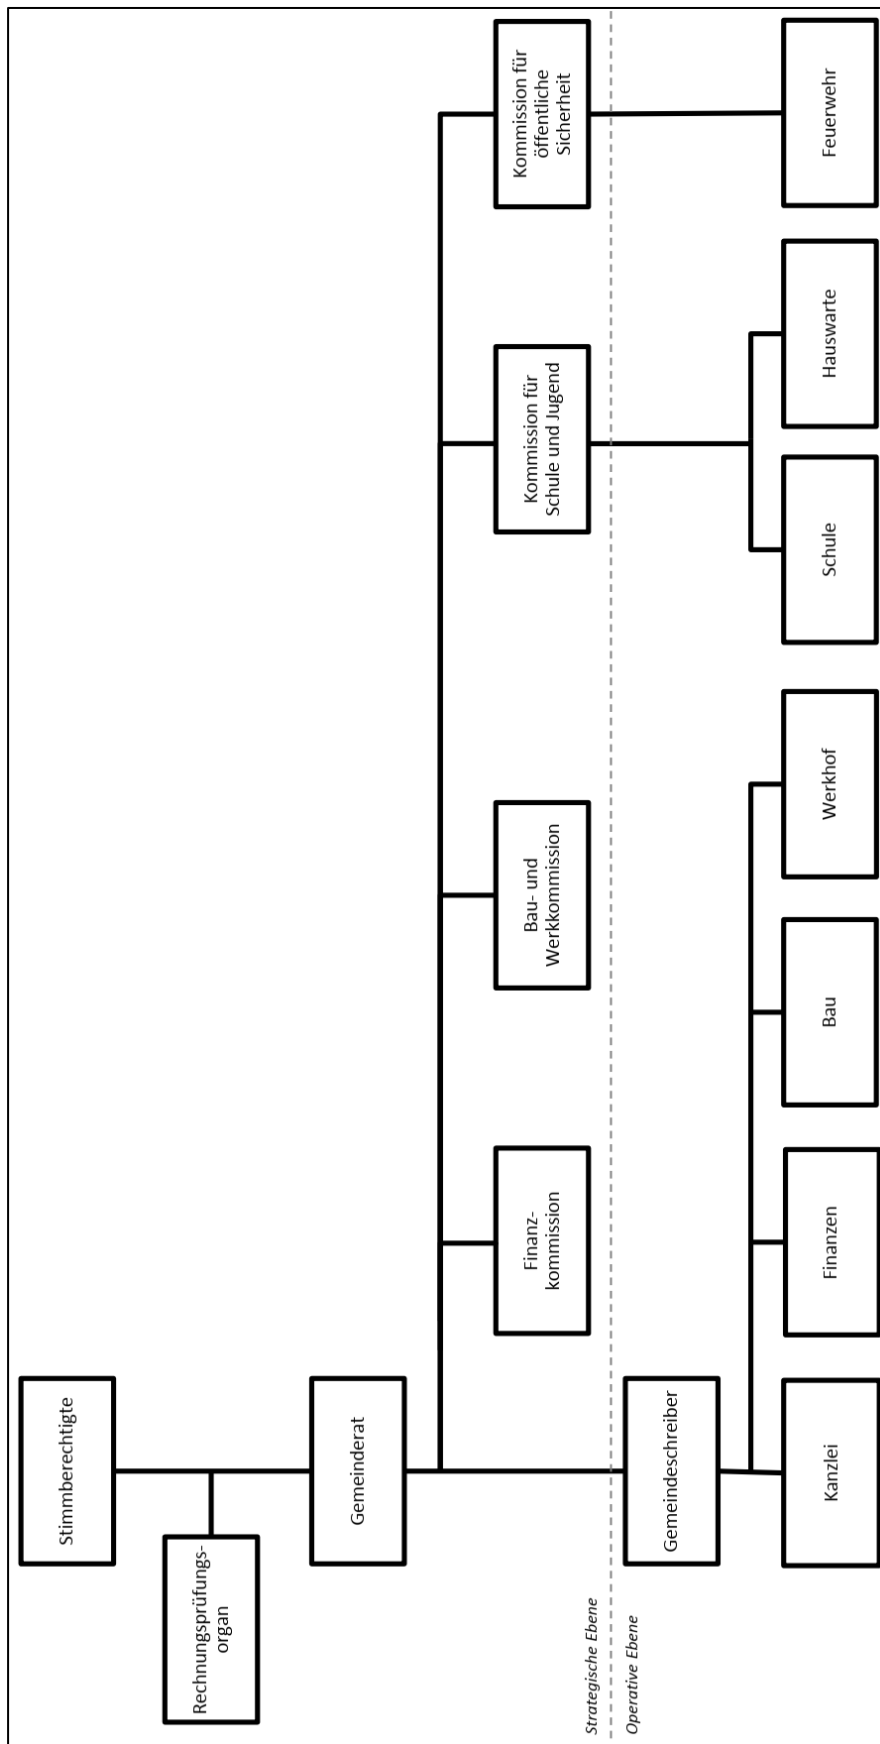 Stimmberechtigte
Rechnungsprüfungs-
organ
Gemeinderat
Finanz-
kommission
Bau- und
Werkkommission
Kommission für
Schule und Jugend
Kommission für
öffentliche
Sicherheit
Strategische Ebene
Operative Ebene
Gemeindeschreiber
Kanzlei
Finanzen
Bau
Werkhof
Schule
Hauswarte
Feuerwehr